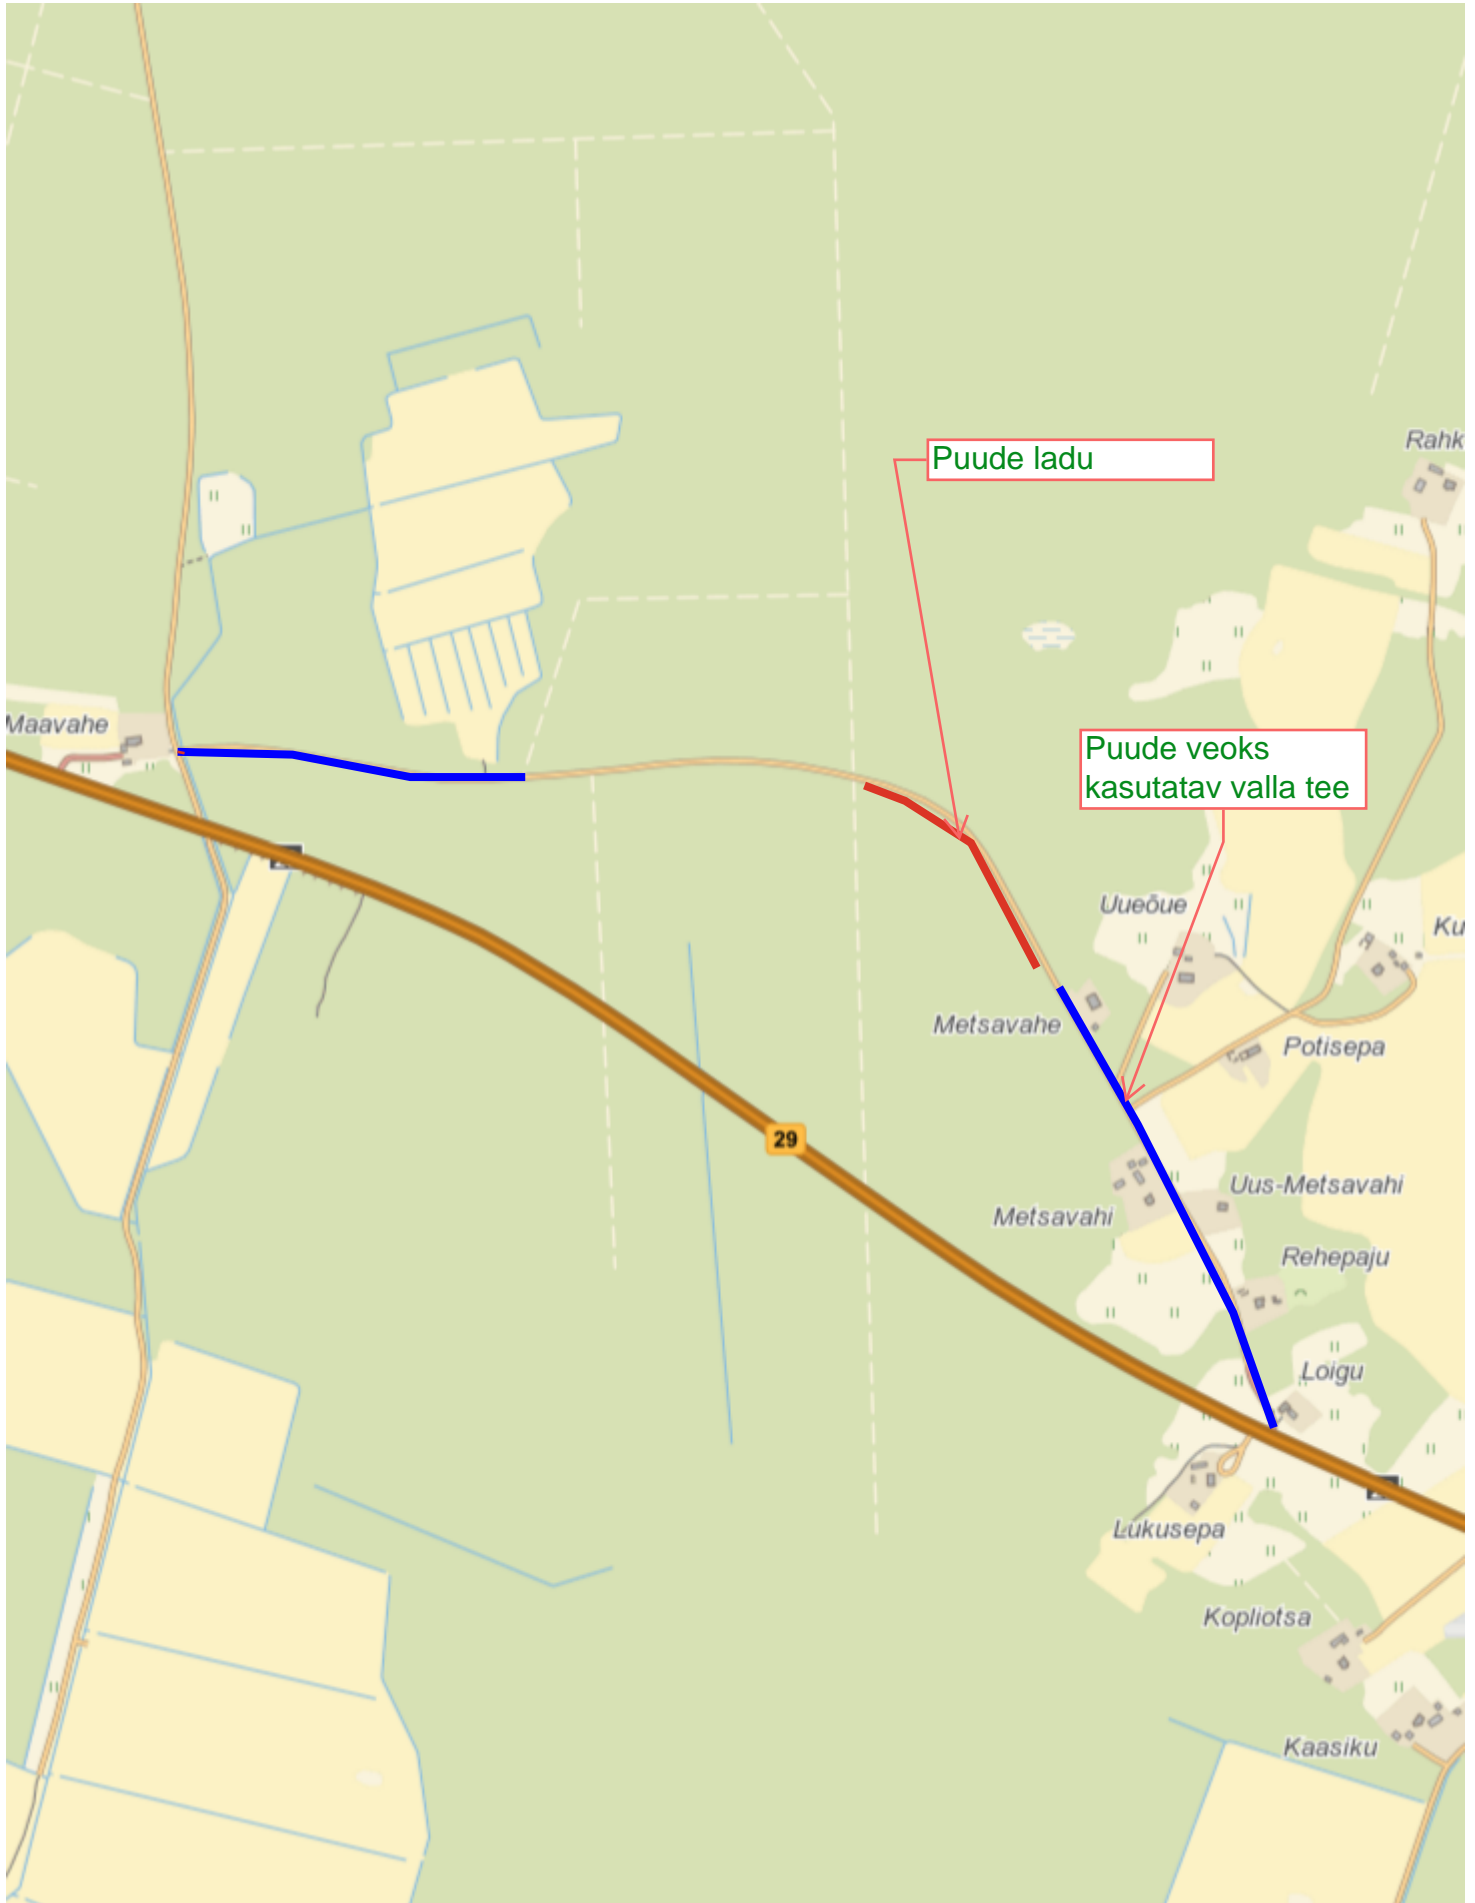 Rahk
Puude ladu
Maavahe
Puude veoks
kasutatav valla tee
Uueõue
Ku
Metsavahe
Potisepa
29
Uus-Metsavahi
Metsavahi
Rehepaju
Loigu
Lukusepa
Kopliotsa
Kaasiku